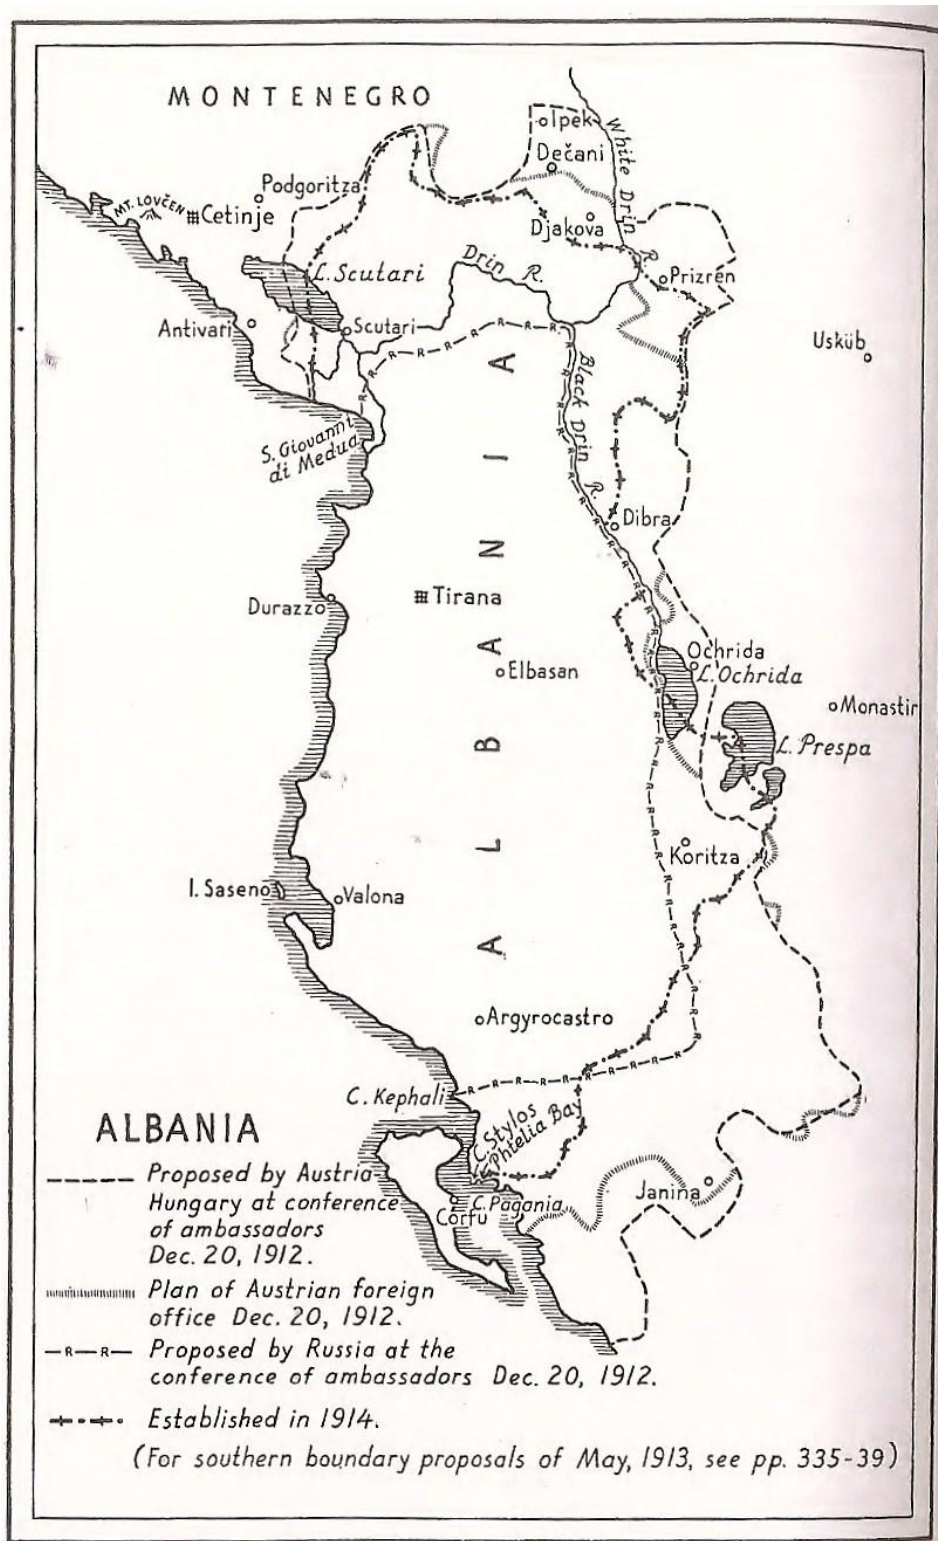 MONTENEGRO
Ipek
White Drin R.
Dečani
Podgoritza
MT. LOVČEN
Cetinje
Djakova
Drin R.
L. Scutari
Prizrén
Antivari
Scutari
Usküb
Black Drin R.
S. Giovanni
di Medua
Dibra
Durazzo
Tirana
ALBANIA
Ochrida
L. Ochrida
Elbasan
Monastir
L. Prespa
Koritza
I. Saseno
Valona
Argyrocastro
C. Kephali
C. Stylos
Phtelia Bay
Janina
C. Pagania
Corfu
ALBANIA
Proposed by Austria-
Hungary at conference
of ambassadors
Dec. 20, 1912.
Plan of Austrian foreign
office Dec. 20, 1912.
—R—R— Proposed by Russia at the
conference of ambassadors Dec. 20, 1912.
Established in 1914.
(For southern boundary proposals of May, 1913, see pp. 335-39)